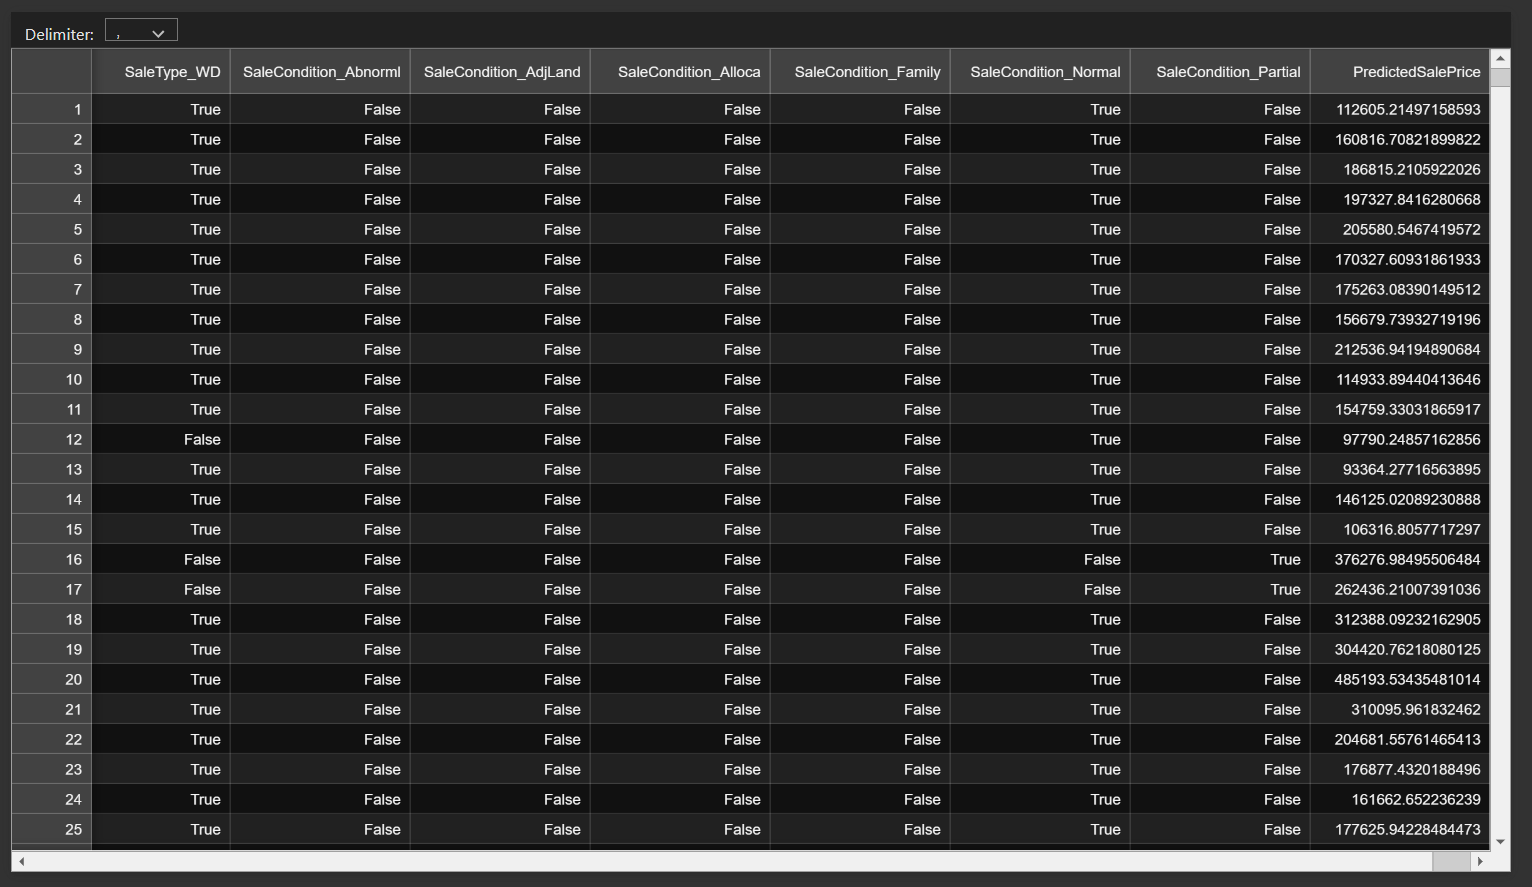 Delimiter: ,
SaleType_WD SaleCondition_Abnorml SaleCondition_AdjLand SaleCondition_Alloca SaleCondition_Family SaleCondition_Normal SaleCondition_Partial PredictedSalePrice
1 True False False False False True False 112605.21497158593
2 True False False False False True False 160816.70821899822
3 True False False False False True False 186815.2105922026
4 True False False False False True False 197327.8416280668
5 True False False False False True False 205580.5467419572
6 True False False False False True False 170327.60931861933
7 True False False False False True False 175263.08390149512
8 True False False False False True False 156679.73932719196
9 True False False False False True False 212536.94194890684
10 True False False False False True False 114933.89440413646
11 True False False False False True False 154759.33031865917
12 False False False False False True False 97790.24857162856
13 True False False False False True False 93364.27716563895
14 True False False False False True False 146125.02089230888
15 True False False False False True False 106316.8057717297
16 False False False False False False True 376276.98495506484
17 False False False False False False True 262436.21007391036
18 True False False False False True False 312388.09232162905
19 True False False False False True False 304420.76218080125
20 True False False False False True False 485193.53435481014
21 True False False False False True False 310095.961832462
22 True False False False False True False 204681.55761465413
23 True False False False False True False 176877.4320188496
24 True False False False False True False 161662.652236239
25 True False False False False True False 177625.94228484473